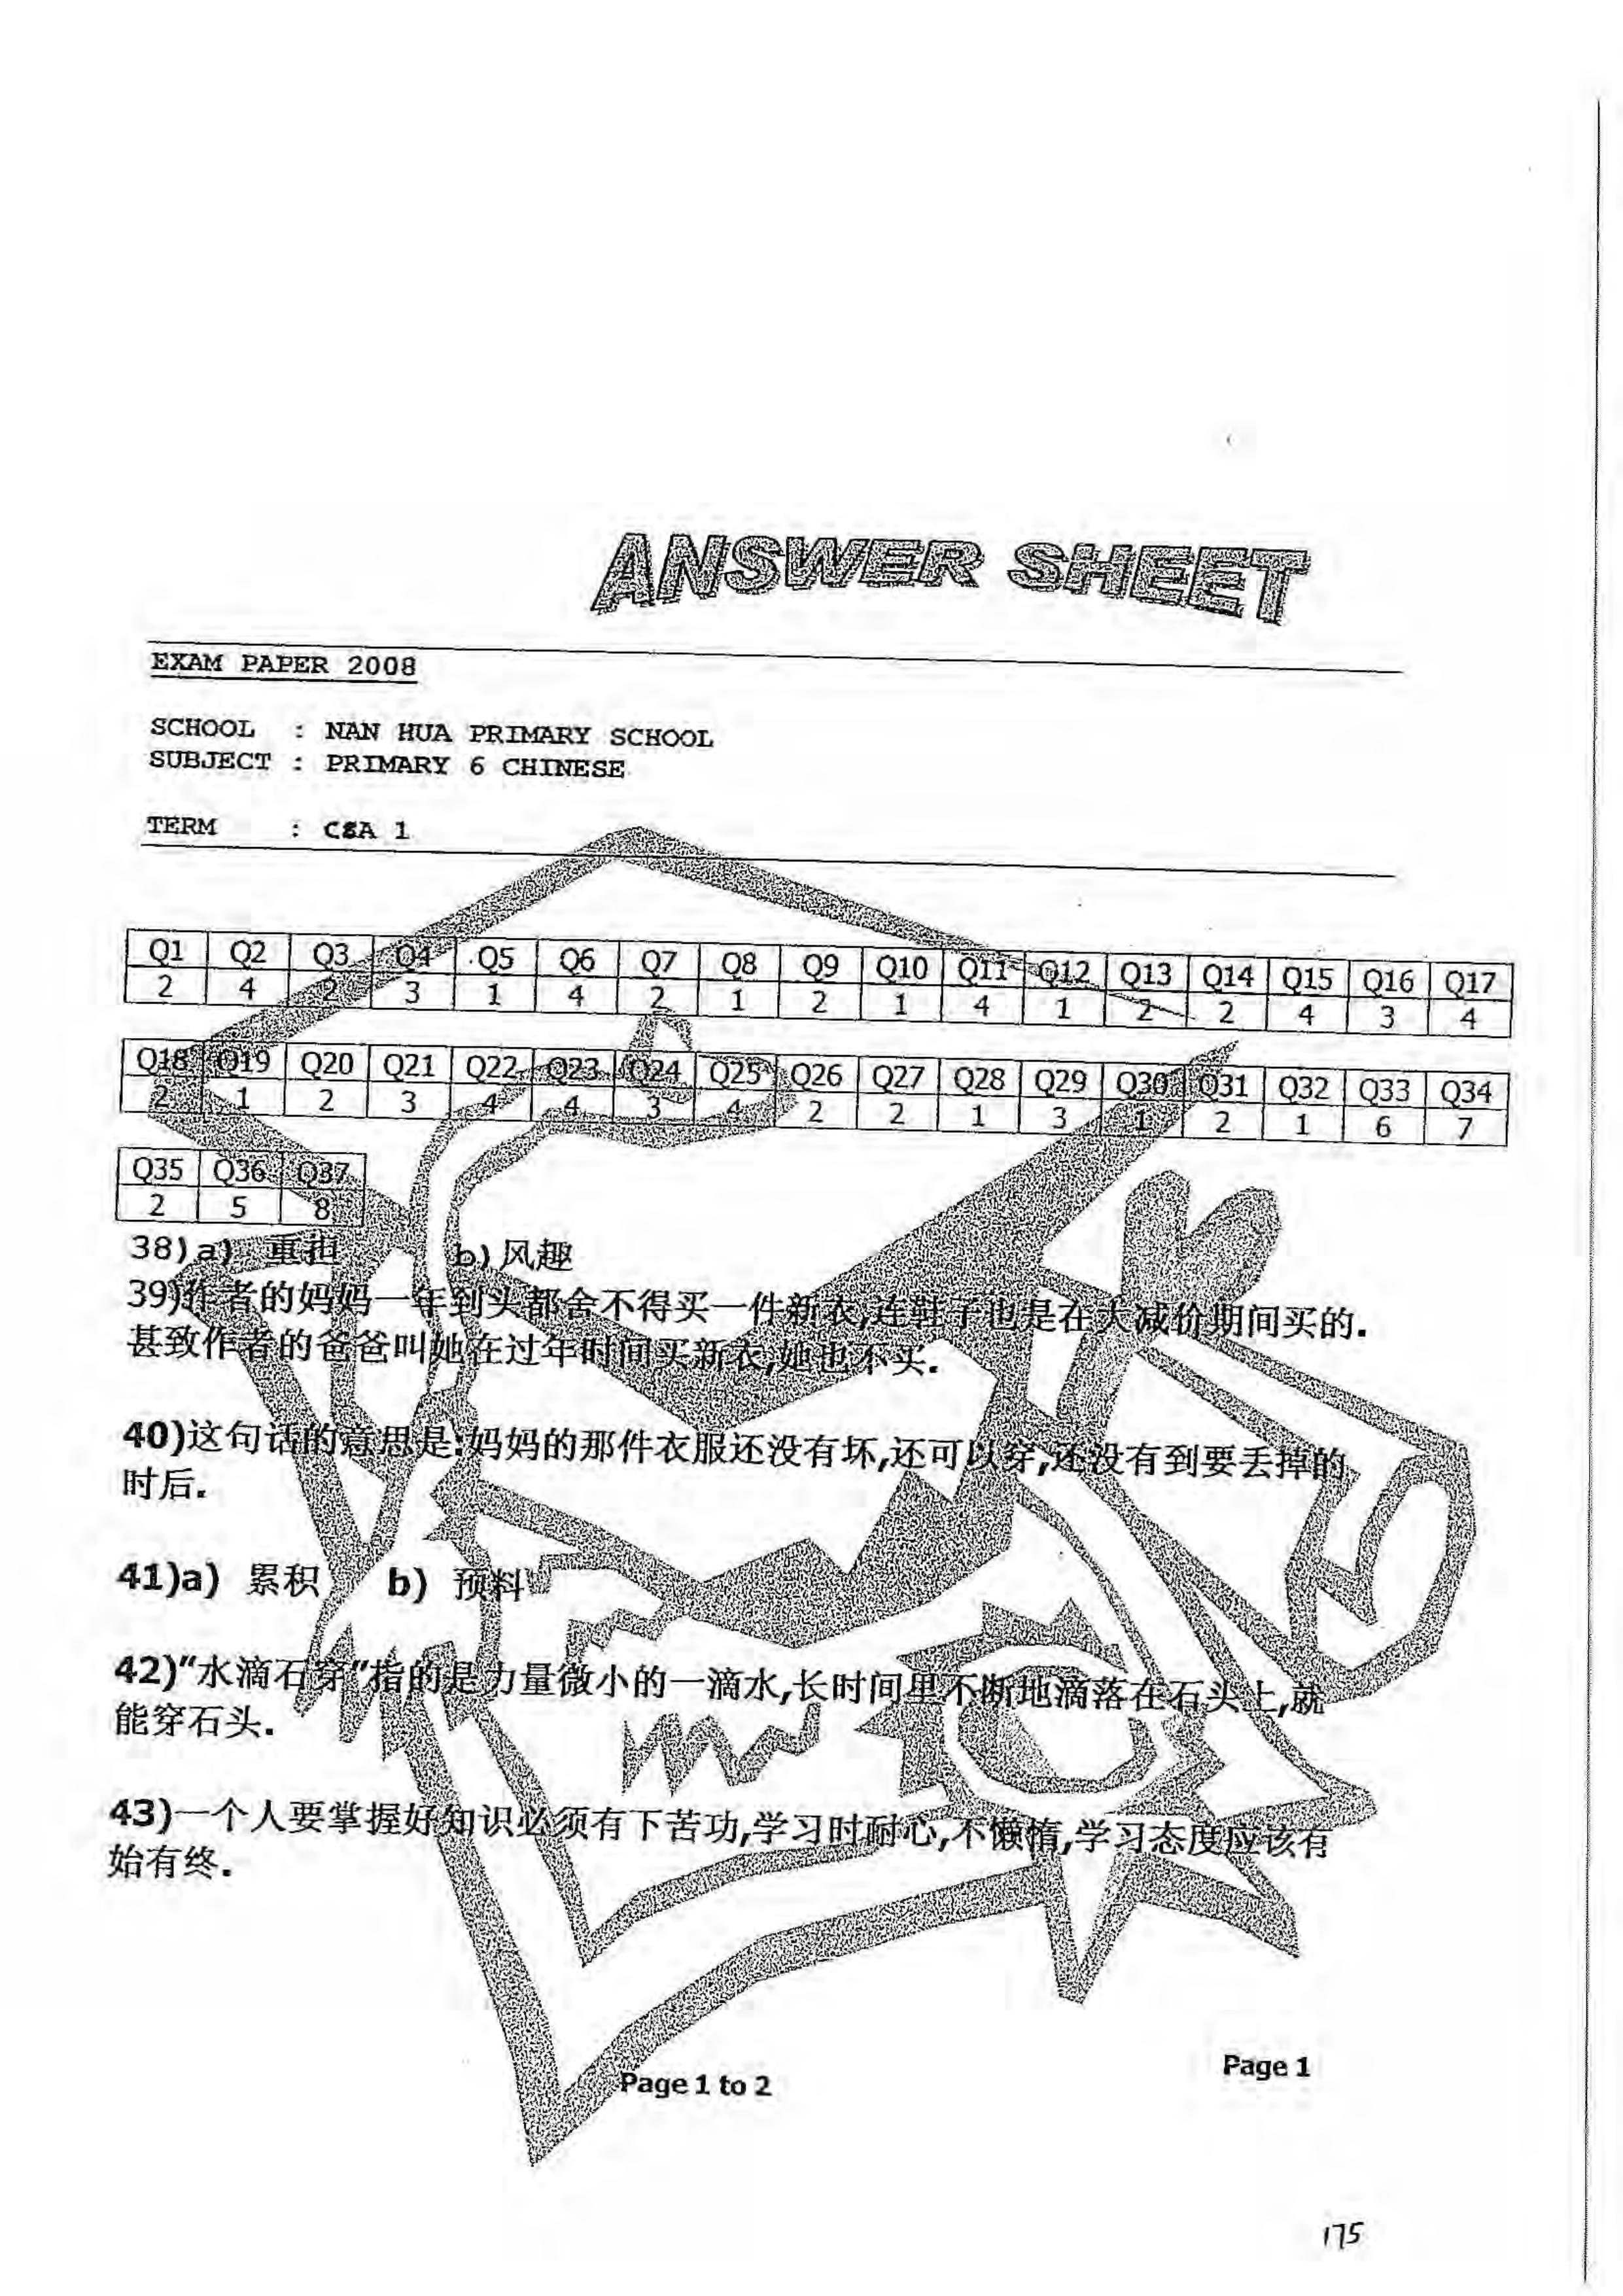 ANSWER SHEET
EXAM PAPER 2008
SCHOOL : NAN HUA PRIMARY SCHOOL
SUBJECT : PRIMARY 6 CHINESE
TERM : CSA 1
Q1 Q2 Q3 Q4 Q5 Q6 Q7 Q8 Q9 Q10 Q11 Q12 Q13 Q14 Q15 Q16 Q17
2 4 2 3 1 4 2 1 2 1 4 1 2 2 4 3 4
Q18 Q19 Q20 Q21 Q22 Q23 Q24 Q25 Q26 Q27 Q28 Q29 Q30 Q31 Q32 Q33 Q34
2 1 2 3 4 4 3 4 2 2 1 3 1 2 1 6 7
Q35 Q36 Q37
2 5 8
38)a) 重担 b)风趣
39)作者的妈妈一年到头都舍不得买一件新衣,连鞋子也是在大减价期间买的.
甚致作者的爸爸叫她在过年时间买新衣,她也不买.
40)这句话的意思是:妈妈的那件衣服还没有坏,还可以穿,还没有到要丢掉的
时后.
41)a) 累积 b) 预料
42)“水滴石穿”指的是力量微小的一滴水,长时间里不断地滴落在石头上,就
能穿石头.
43)一个人要掌握好知识必须有下苦功,学习时耐心,不懒惰,学习态度应该有
始有终.
Page 1 to 2
Page 1
175